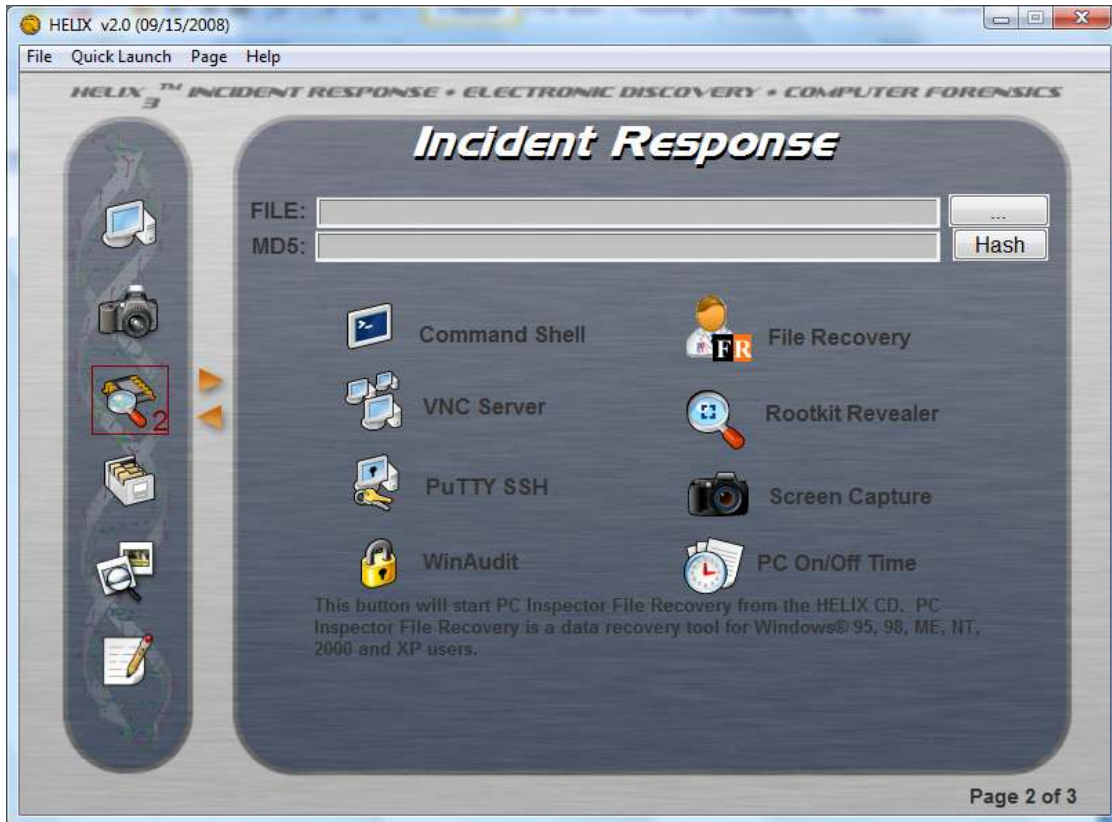 HELIX v2.0 (09/15/2008)
File Quick Launch Page Help
HELIX 3 ™ INCIDENT RESPONSE • ELECTRONIC DISCOVERY • COMPUTER FORENSICS
Incident Response
FILE: ...
MD5: Hash
Command Shell
File Recovery
FR
VNC Server
Rootkit Revealer
2
PuTTY SSH
Screen Capture
WinAudit
PC On/Off Time
This button will start PC Inspector File Recovery from the HELIX CD. PC
Inspector File Recovery is a data recovery tool for Windows® 95, 98, ME, NT,
2000 and XP users.
Page 2 of 3